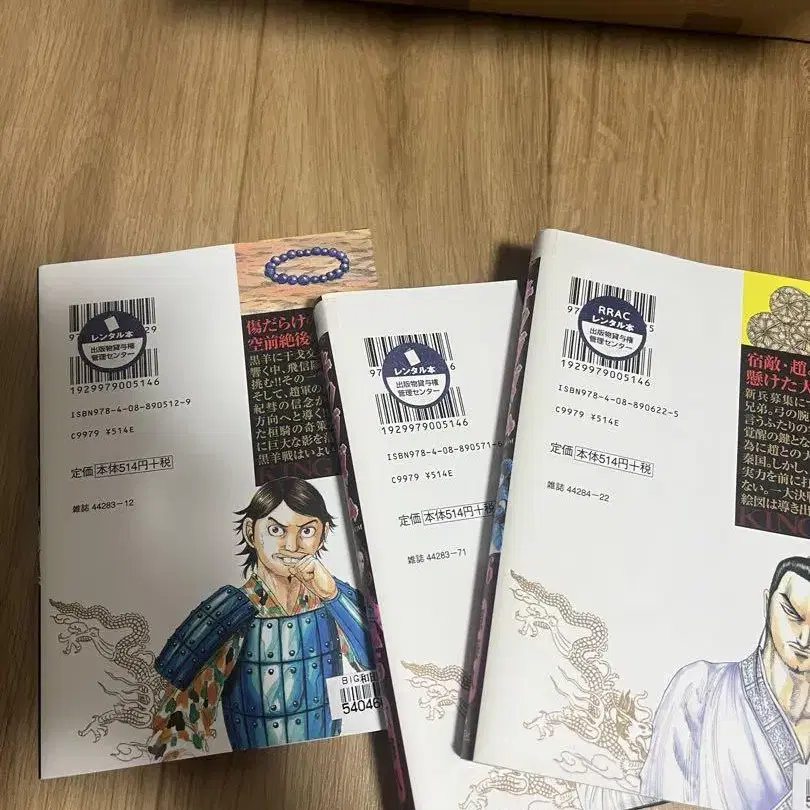 29
レンタル本
出版物貸与権
管理センター
1929979005146
ISBN978-4-08-890512-9
C9979 ¥514E
定価 本体514円+税
雑誌 44283-12
傷だらけ
空前絶後
黒羊に干戈
響く中、飛信
挑む!!その
そして、趙軍の
紀彗の信念が
方向へと導く
た桓騎の奇策
に巨大な影を
黒羊戦はいよい
KING
BIG和
54046
レンタル本
出版物貸与権
管理センター
1929979005146
ISBN978-4-08-890571-6
C9979 ¥514E
定価 本体514円+税
雑誌 44283-71
RRAC
レンタル本
出版物貸与権
管理センター
1929979005146
ISBN978-4-08-890622-5
C9979 ¥514E
定価 本体514円+税
雑誌 44284-22
宿敵・趙
懸けた大
新兵募集に
兄弟。弓の
言うふたりの
覚醒の鍵と
身に趙との大
秦国。しかし
実力を前に
ない。一大決
絵図は導き出
KIN